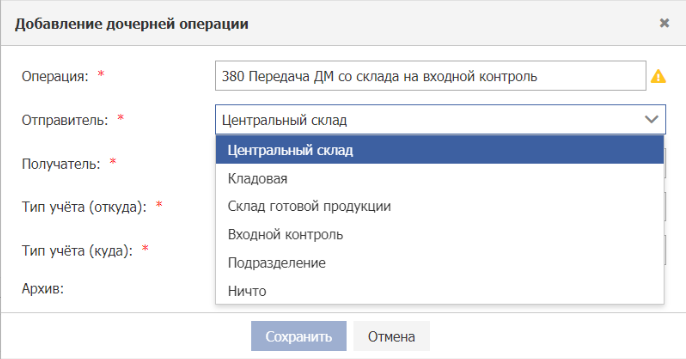 Добавление дочерней операции
Операция: * 380 Передача ДМ со склада на входной контроль
Отправитель: * Центральный склад
Центральный склад
Получатель: *
Кладовая
Тип учёта (откуда): * Склад готовой продукции
Входной контроль
Тип учёта (куда): *
Подразделение
Архив: Ничто
Сохранить Отмена